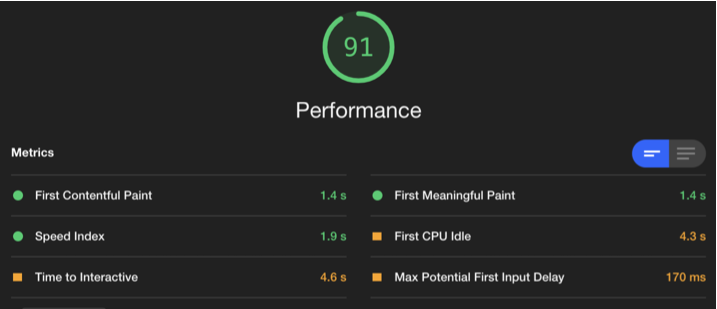 91
Performance
Metrics
First Contentful Paint 1.4 s
First Meaningful Paint 1.4 s
Speed Index 1.9 s
First CPU Idle 4.3 s
Time to Interactive 4.6 s
Max Potential First Input Delay 170 ms